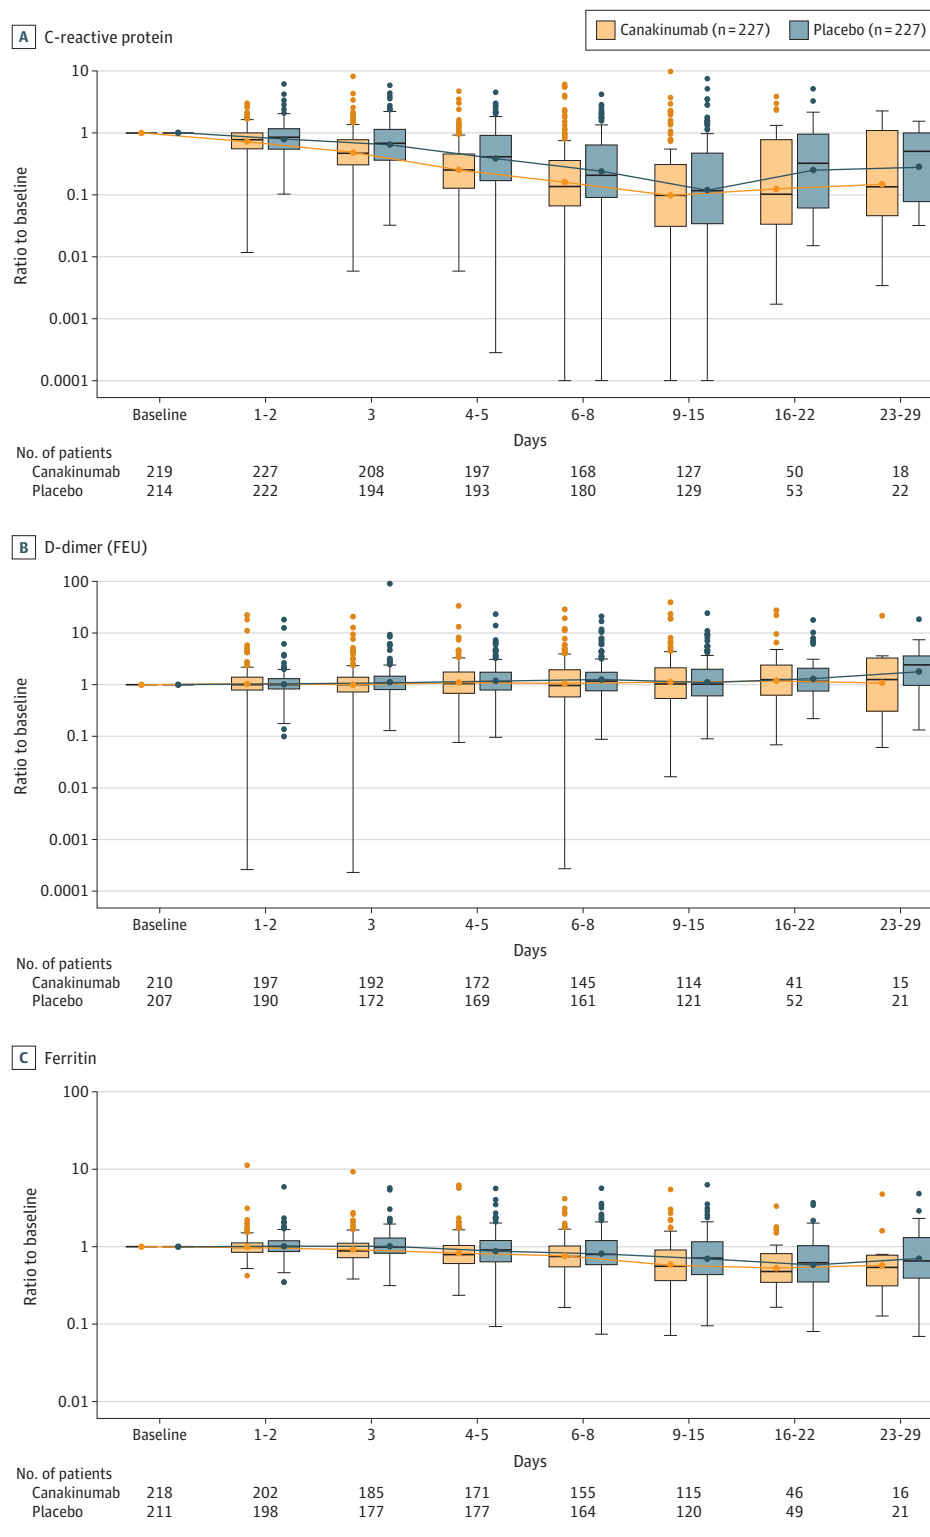 Canakinumab (n=227) Placebo (n=227)
A C-reactive protein
10
1
0.1
0.01
0.001
0.0001
Ratio to baseline
Baseline 1-2 3 4-5 6-8 9-15 16-22 23-29
Days
No. of patients
Canakinumab 219 227 208 197 168 127 50 18
Placebo 214 222 194 193 180 129 53 22
B D-dimer (FEU)
100
10
1
0.1
0.01
0.001
0.0001
Ratio to baseline
Baseline 1-2 3 4-5 6-8 9-15 16-22 23-29
Days
No. of patients
Canakinumab 210 197 192 172 145 114 41 15
Placebo 207 190 172 169 161 121 52 21
C Ferritin
100
10
1
0.1
0.01
Ratio to baseline
Baseline 1-2 3 4-5 6-8 9-15 16-22 23-29
Days
No. of patients
Canakinumab 218 202 185 171 155 115 46 16
Placebo 211 198 177 177 164 120 49 21